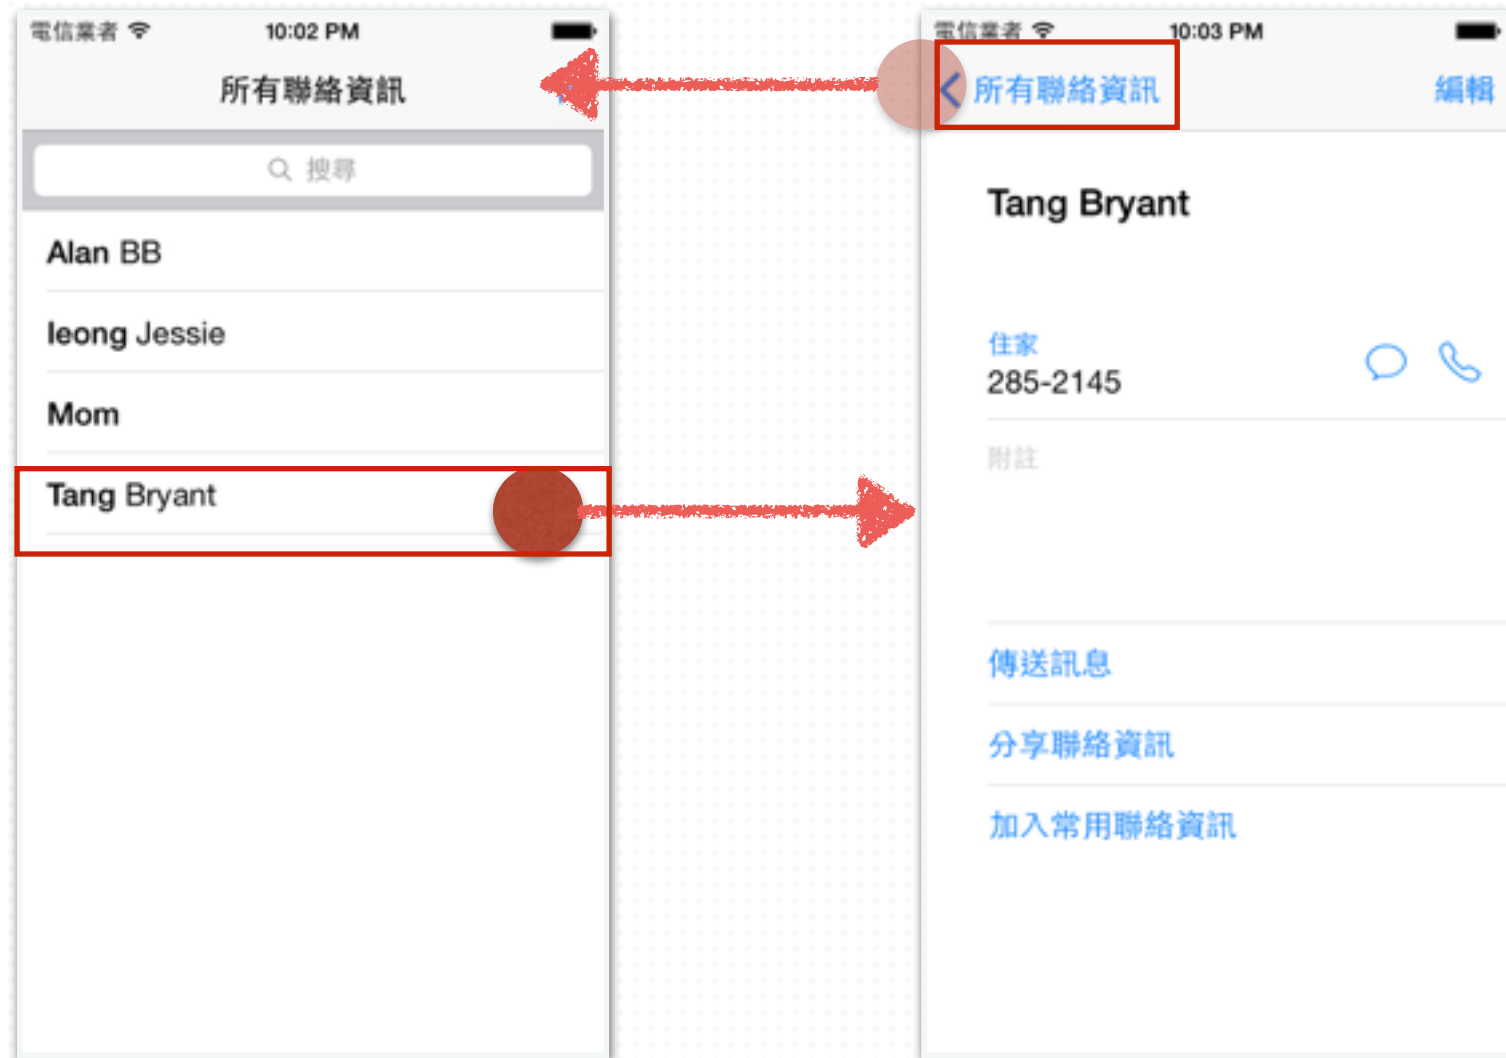 電信業者 10:02 PM
所有聯絡資訊
搜尋
Alan BB
Ieong Jessie
Mom
Tang Bryant
電信業者 10:03 PM
所有聯絡資訊 編輯
Tang Bryant
住家
285-2145
附註
傳送訊息
分享聯絡資訊
加入常用聯絡資訊